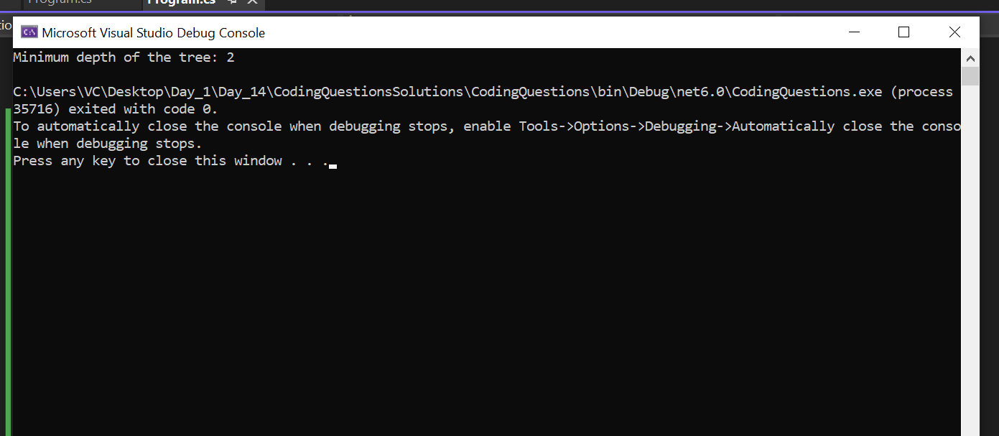 Program.cs
Program.cs
tio
C:\
Microsoft Visual Studio Debug Console
Minimum depth of the tree: 2
C:\Users\VC\Desktop\Day_1\Day_14\CodingQuestionsSolutions\CodingQuestions\bin\Debug\net6.0\CodingQuestions.exe (process
35716) exited with code 0.
To automatically close the console when debugging stops, enable Tools->Options->Debugging->Automatically close the conso
le when debugging stops.
Press any key to close this window . . .